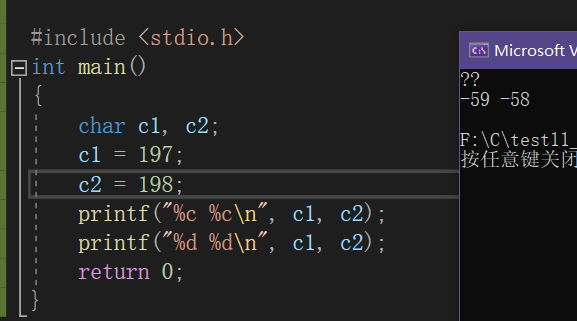 #include <stdio.h>
int main()
{
char c1, c2;
c1 = 197;
c2 = 198;
printf("%c %c\n", c1, c2);
printf("%d %d\n", c1, c2);
return 0;
}
Microsoft V
??
-59 -58
F:\C\test11_
按任意键关闭